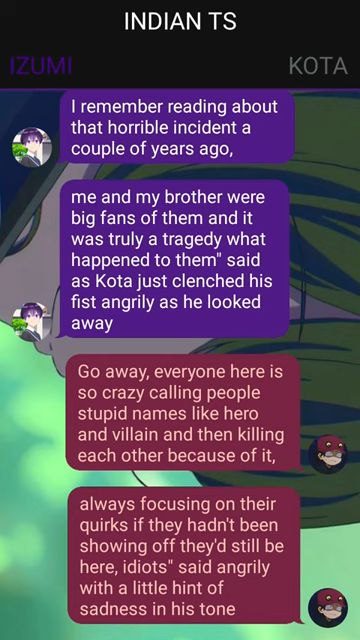 INDIAN TS
IZUMI
KOTA
I remember reading about
that horrible incident a
couple of years ago,
me and my brother were
big fans of them and it
was truly a tragedy what
happened to them" said
as Kota just clenched his
fist angrily as he looked
away
Go away, everyone here is
so crazy calling people
stupid names like hero
and villain and then killing
each other because of it,
always focusing on their
quirks if they hadn't been
showing off they'd still be
here, idiots" said angrily
with a little hint of
sadness in his tone